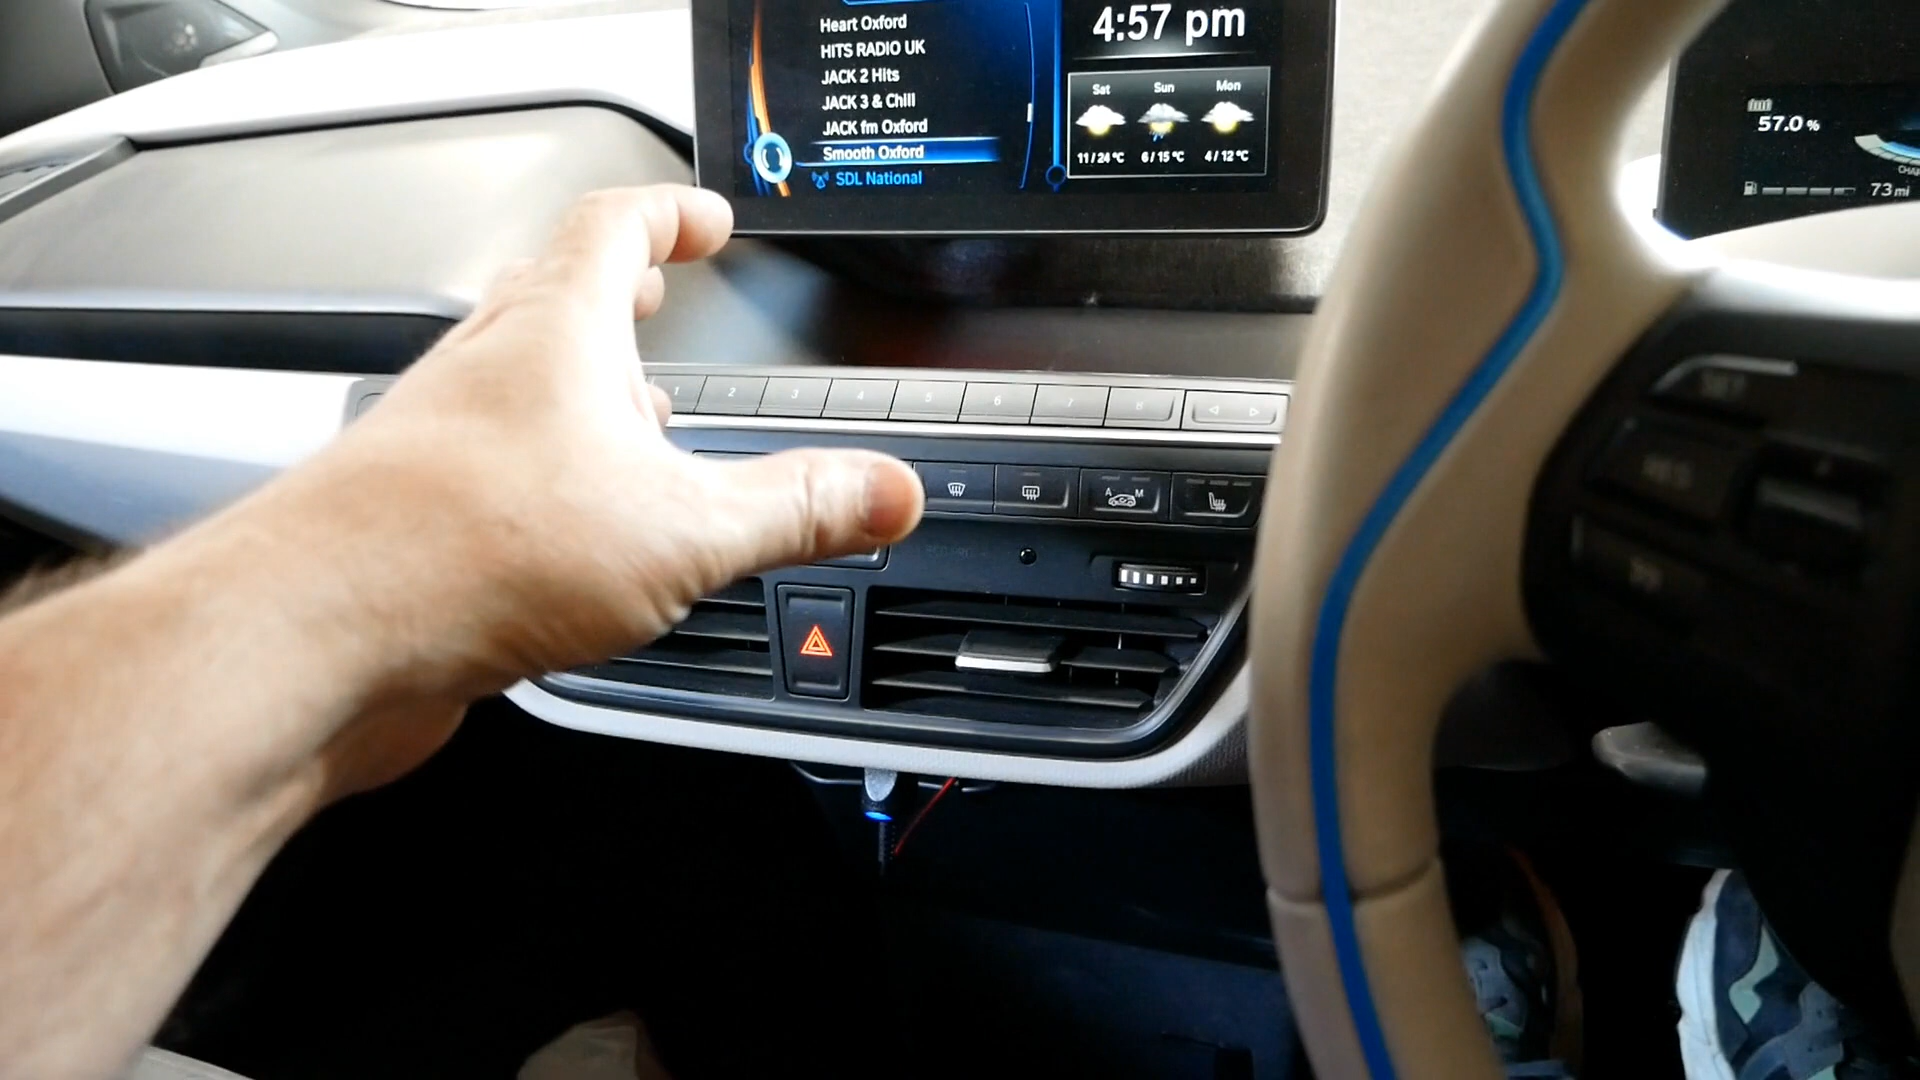 Heart Oxford
HITS RADIO UK
JACK 2 Hits
JACK 3 & Chill
JACK fm Oxford
Smooth Oxford
SDL National
4:57 pm
Sat Sun Mon
11 / 24 °C 6 / 15 °C 4 / 12 °C
57.0 %
73 mi
1 2 3 4 5 6 7 8
A M
SET
RES